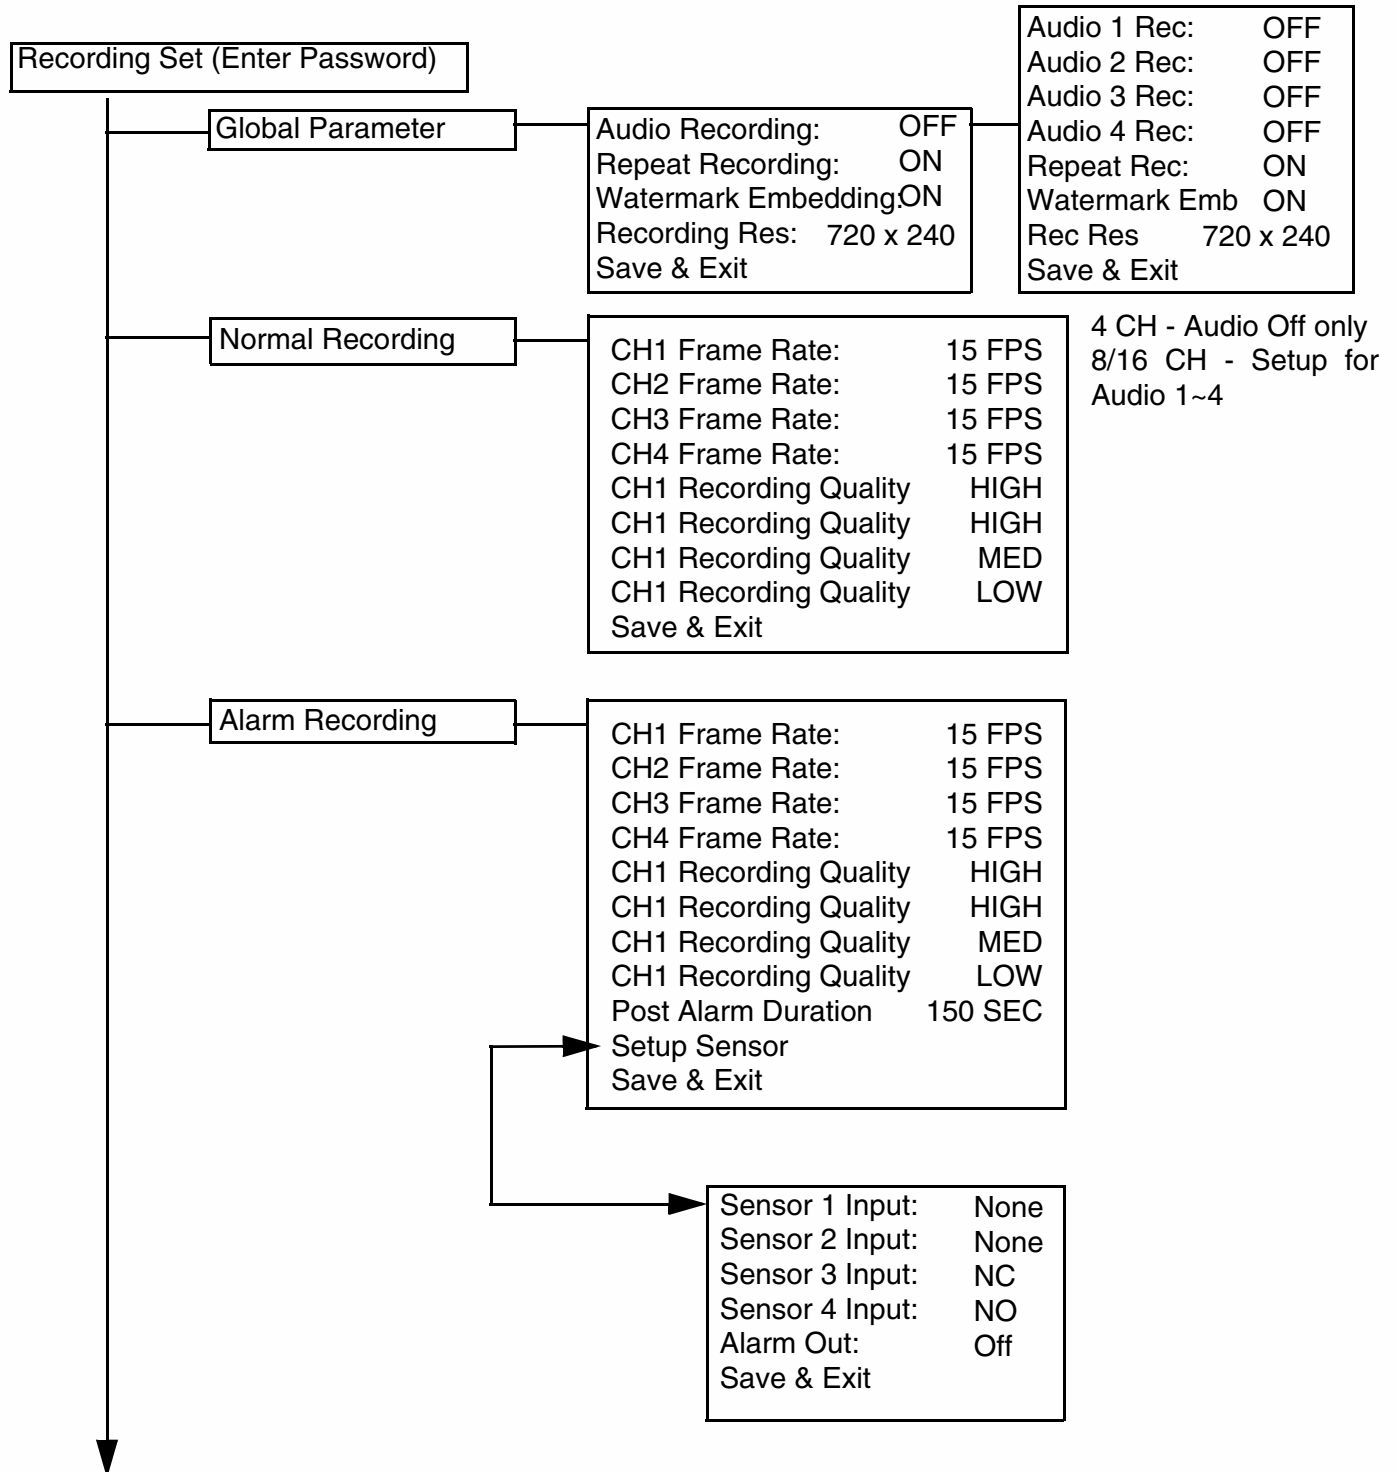 Recording Set (Enter Password)
Global Parameter
Audio Recording: OFF
Repeat Recording: ON
Watermark Embedding: ON
Recording Res: 720 x 240
Save & Exit
Audio 1 Rec: OFF
Audio 2 Rec: OFF
Audio 3 Rec: OFF
Audio 4 Rec: OFF
Repeat Rec: ON
Watermark Emb ON
Rec Res 720 x 240
Save & Exit
4 CH - Audio Off only
8/16 CH - Setup for
Audio 1~4
Normal Recording
CH1 Frame Rate: 15 FPS
CH2 Frame Rate: 15 FPS
CH3 Frame Rate: 15 FPS
CH4 Frame Rate: 15 FPS
CH1 Recording Quality HIGH
CH1 Recording Quality HIGH
CH1 Recording Quality MED
CH1 Recording Quality LOW
Save & Exit
Alarm Recording
CH1 Frame Rate: 15 FPS
CH2 Frame Rate: 15 FPS
CH3 Frame Rate: 15 FPS
CH4 Frame Rate: 15 FPS
CH1 Recording Quality HIGH
CH1 Recording Quality HIGH
CH1 Recording Quality MED
CH1 Recording Quality LOW
Post Alarm Duration 150 SEC
Setup Sensor
Save & Exit
Sensor 1 Input: None
Sensor 2 Input: None
Sensor 3 Input: NC
Sensor 4 Input: NO
Alarm Out: Off
Save & Exit